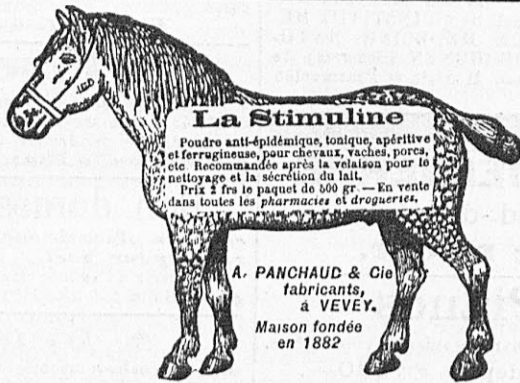 La Stimuline
Poudre anti-épidémique, tonique, apéritive
et ferrugineuse, pour chevaux, vaches, porcs,
etc Recommandée après la vêlaison pour le
nettoyage et la sécrétion du lait.
Prix 2 frs le paquet de 500 gr. — En vente
dans toutes les pharmacies et drogueries.
A. PANCHAUD & Cie
fabricants,
à VEVEY.
Maison fondée
en 1882